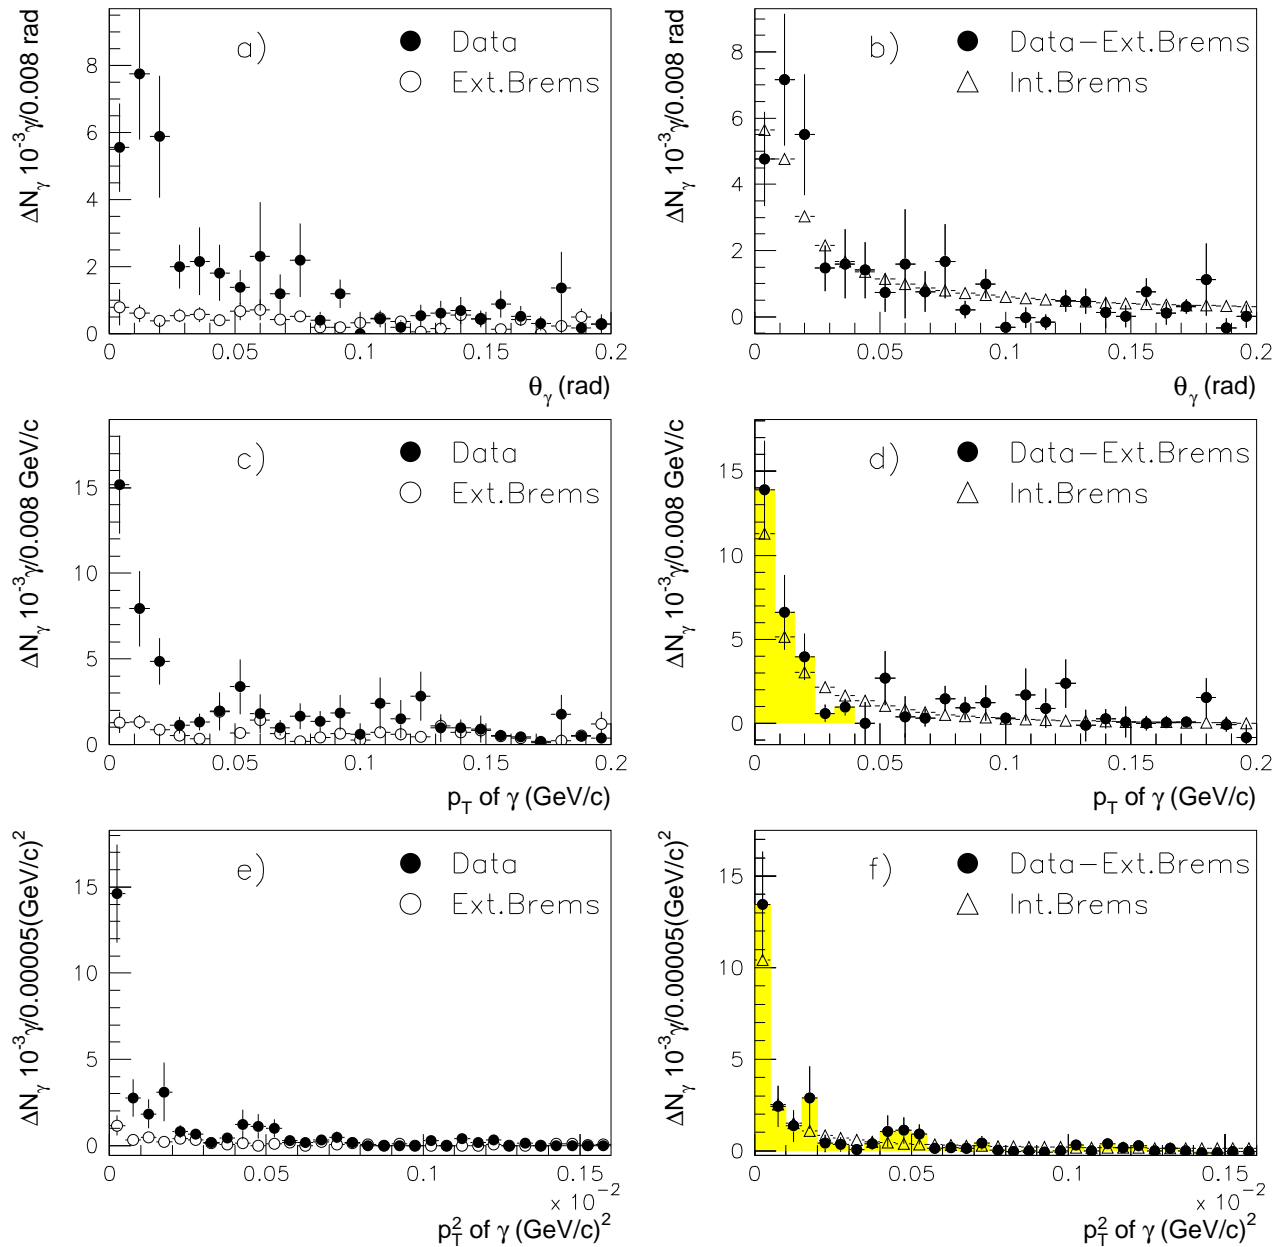 a)
Data
Ext.Brems
ΔNγ 10⁻³γ/0.008 rad
8
6
4
2
0
0 0.05 0.1 0.15 0.2
θγ (rad)
b)
Data−Ext.Brems
Int.Brems
ΔNγ 10⁻³γ/0.008 rad
8
6
4
2
0
0 0.05 0.1 0.15 0.2
θγ (rad)
c)
Data
Ext.Brems
ΔNγ 10⁻³γ/0.008 GeV/c
15
10
5
0
0 0.05 0.1 0.15 0.2
pT of γ (GeV/c)
d)
Data−Ext.Brems
Int.Brems
ΔNγ 10⁻³γ/0.008 GeV/c
15
10
5
0
0 0.05 0.1 0.15 0.2
pT of γ (GeV/c)
e)
Data
Ext.Brems
ΔNγ 10⁻³γ/0.00005(GeV/c)²
15
10
5
0
0 0.05 0.1 0.15
× 10⁻²
p²T of γ (GeV/c)²
f)
Data−Ext.Brems
Int.Brems
ΔNγ 10⁻³γ/0.00005(GeV/c)²
15
10
5
0
0 0.05 0.1 0.15
× 10⁻²
p²T of γ (GeV/c)²